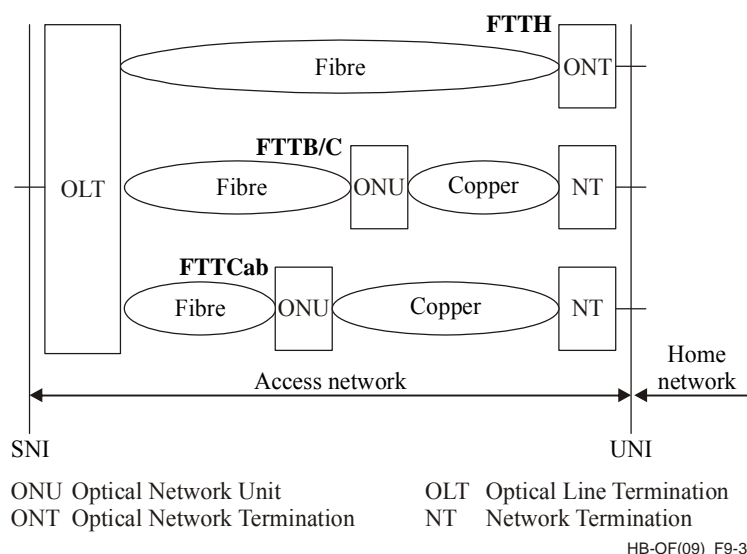 FTTH
Fibre
ONT
FTTB/C
OLT
Fibre
ONU
Copper
NT
FTTCab
Fibre
ONU
Copper
NT
Access network
Home
network
SNI
UNI
ONU Optical Network Unit
OLT Optical Line Termination
ONT Optical Network Termination
NT Network Termination
HB-OF(09)_F9-3